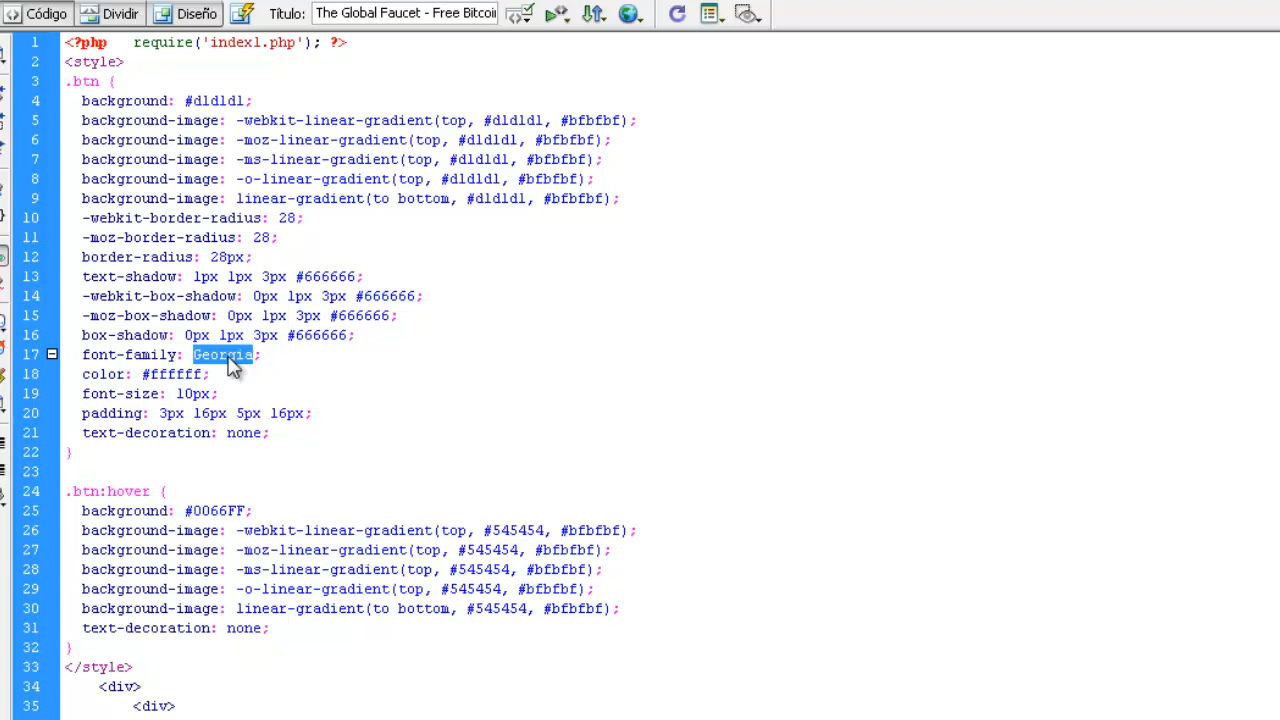 Código Dividir Diseño Título: The Global Faucet - Free Bitcoi
1 <?php   require('index1.php'); ?>
2 <style>
3 .btn {
4 background: #d1d1d1;
5 background-image: -webkit-linear-gradient(top, #d1d1d1, #bfbfbf);
6 background-image: -moz-linear-gradient(top, #d1d1d1, #bfbfbf);
7 background-image: -ms-linear-gradient(top, #d1d1d1, #bfbfbf);
8 background-image: -o-linear-gradient(top, #d1d1d1, #bfbfbf);
9 background-image: linear-gradient(to bottom, #d1d1d1, #bfbfbf);
10 -webkit-border-radius: 28;
11 -moz-border-radius: 28;
12 border-radius: 28px;
13 text-shadow: 1px 1px 3px #666666;
14 -webkit-box-shadow: 0px 1px 3px #666666;
15 -moz-box-shadow: 0px 1px 3px #666666;
16 box-shadow: 0px 1px 3px #666666;
17 font-family: Georgia;
18 color: #ffffff;
19 font-size: 10px;
20 padding: 3px 16px 5px 16px;
21 text-decoration: none;
22 }
23
24 .btn:hover {
25 background: #0066FF;
26 background-image: -webkit-linear-gradient(top, #545454, #bfbfbf);
27 background-image: -moz-linear-gradient(top, #545454, #bfbfbf);
28 background-image: -ms-linear-gradient(top, #545454, #bfbfbf);
29 background-image: -o-linear-gradient(top, #545454, #bfbfbf);
30 background-image: linear-gradient(to bottom, #545454, #bfbfbf);
31 text-decoration: none;
32 }
33 </style>
34 <div>
35 <div>